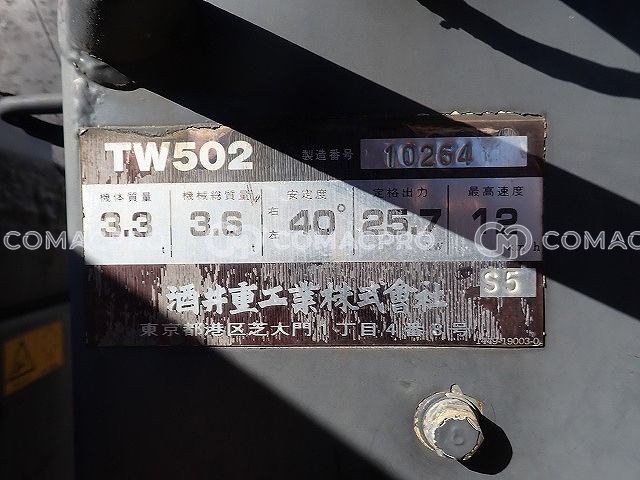 TW502 製造番号 10264
機体質量 機械総質量 安定度 定格出力 最高速度
3.3 t 3.6 t 右 左 40° 25.7 12
S5
酒井重工業株式會社
東京都港区芝大門1丁目4番8号
COMACPRO COMACPRO COMACPRO